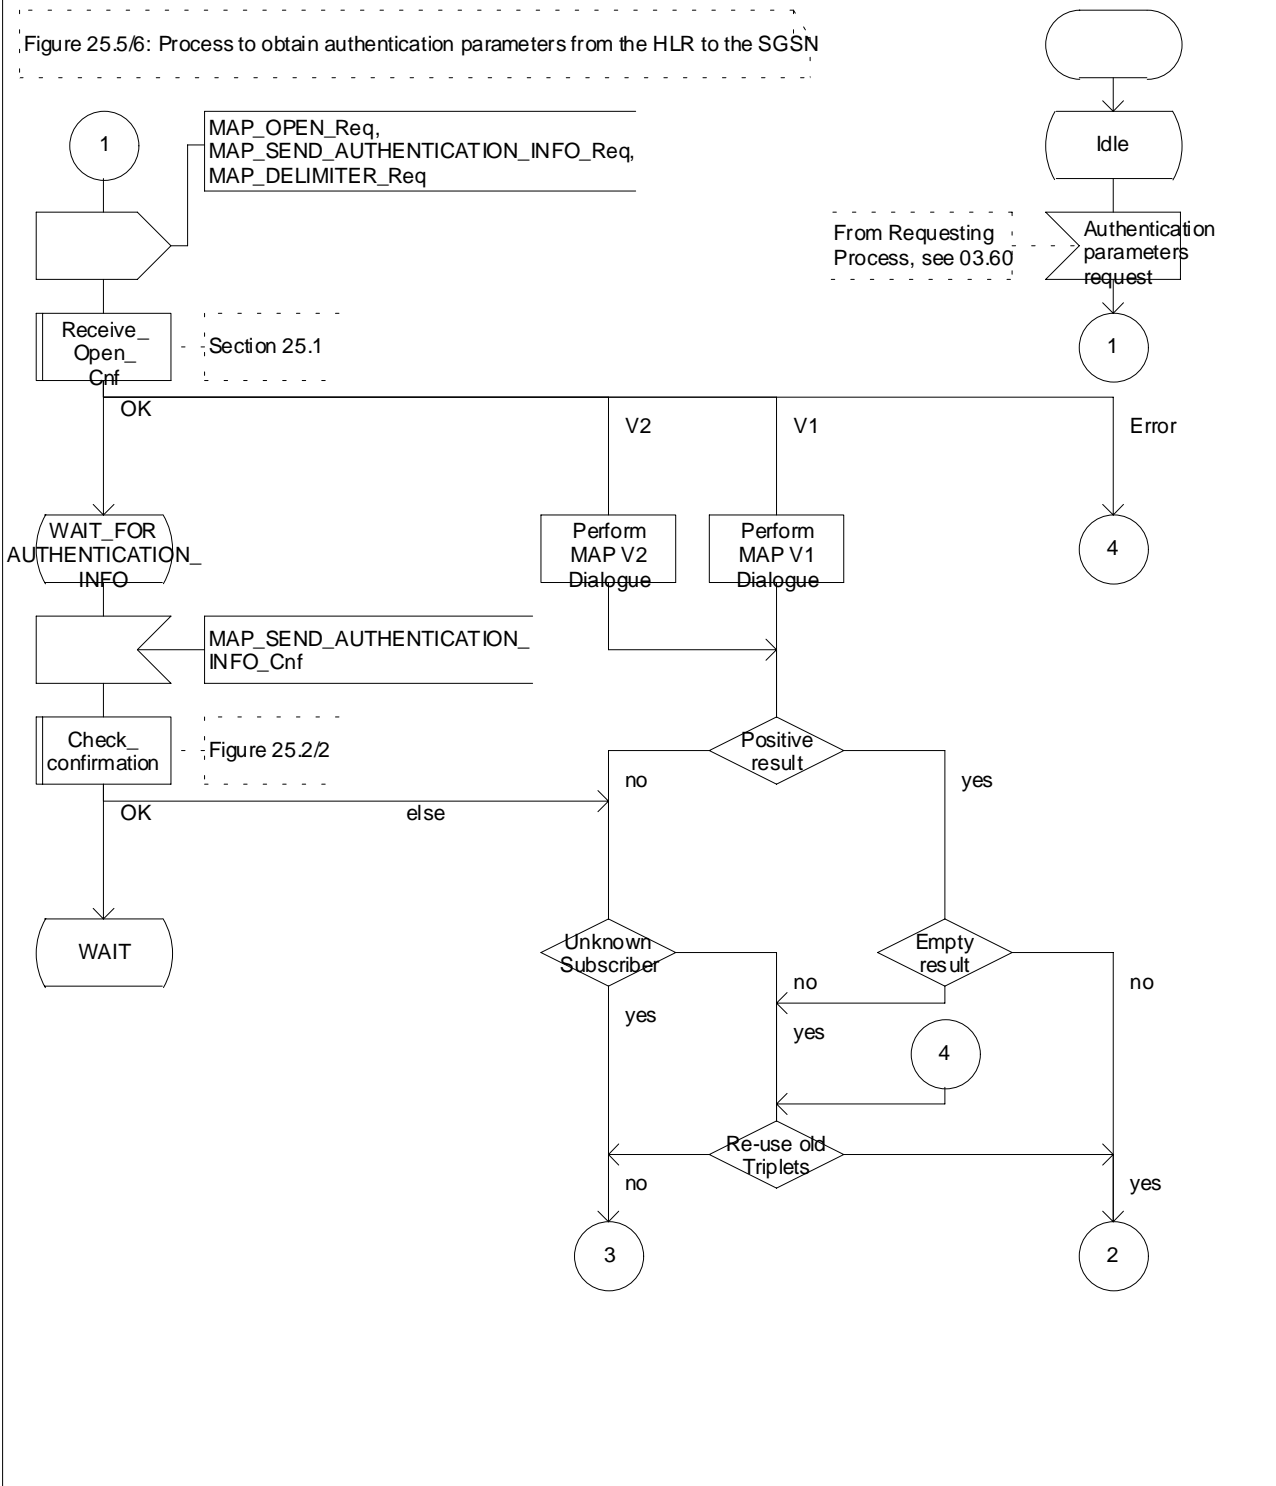 Figure 25.5/6: Process to obtain authentication parameters from the HLR to the SGSN
1
MAP_OPEN_Req,
MAP_SEND_AUTHENTICATION_INFO_Req,
MAP_DELIMITER_Req
Idle
From Requesting
Process, see 03.60
Authentication
parameters
request
Receive_
Open_
Cnf
Section 25.1
1
OK
V2
V1
Error
WAIT_FOR
AUTHENTICATION_
INFO
Perform
MAP V2
Dialogue
Perform
MAP V1
Dialogue
4
MAP_SEND_AUTHENTICATION_
INFO_Cnf
Check_
confirmation
Figure 25.2/2
Positive
result
no
yes
OK
else
WAIT
Unknown
Subscriber
Empty
result
no
no
yes
yes
4
Re-use old
Triplets
no
yes
3
2